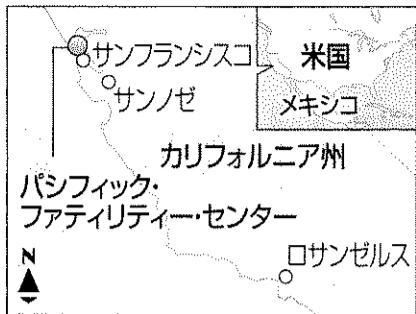 サンフランシスコ
サンノゼ
米国
メキシコ
カリフォルニア州
パシフィック・
ファティリティー・センター
ロサンゼルス
N